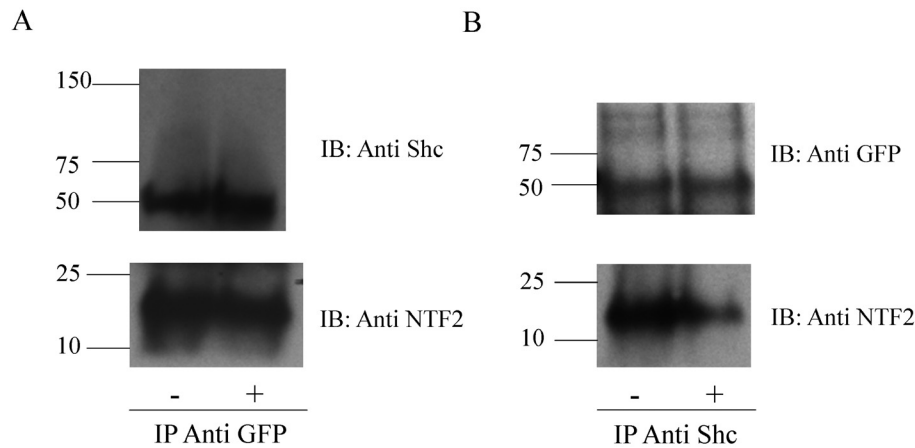 A
150
75
50
IB: Anti Shc
25
10
IB: Anti NTF2
- +
IP Anti GFP
B
75
50
IB: Anti GFP
25
10
IB: Anti NTF2
- +
IP Anti Shc